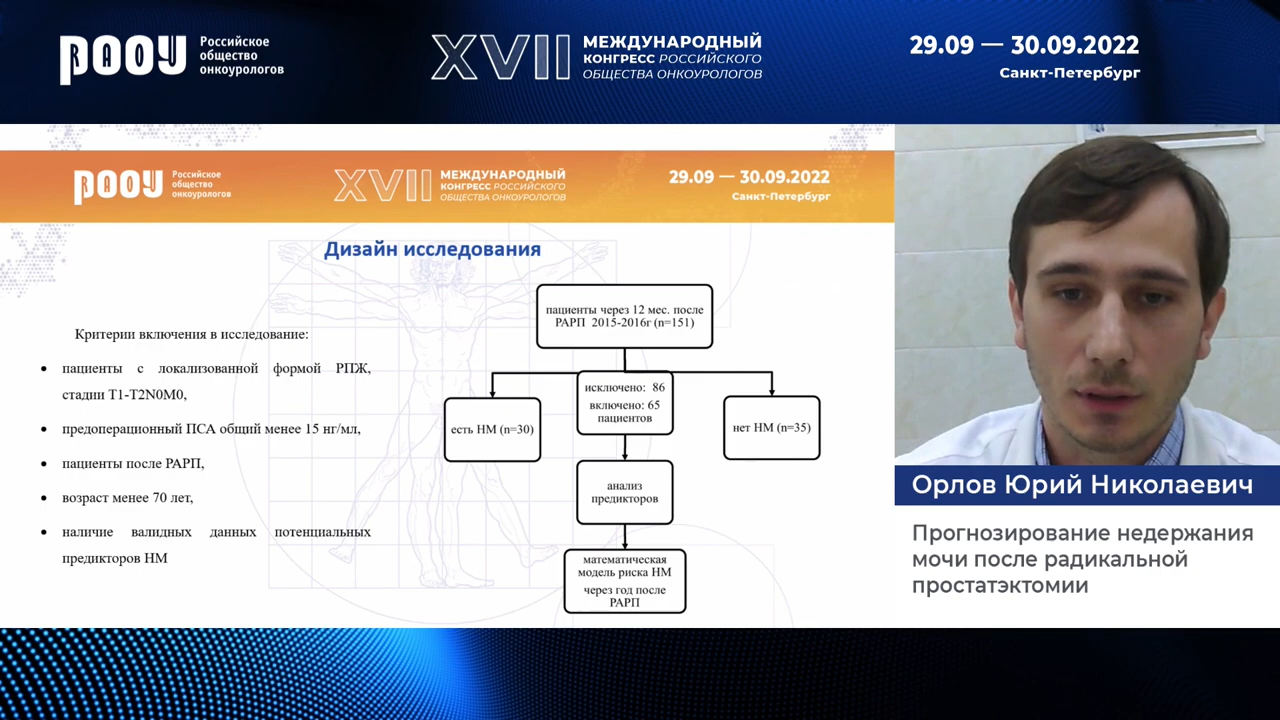 РАОУ
Российское
общество
онкоурологов
XVII
МЕЖДУНАРОДНЫЙ
КОНГРЕСС РОССИЙСКОГО
ОБЩЕСТВА ОНКОУРОЛОГОВ
29.09 — 30.09.2022
Санкт-Петербург
РАОУ
Российское
общество
онкоурологов
XVII
МЕЖДУНАРОДНЫЙ
КОНГРЕСС РОССИЙСКОГО
ОБЩЕСТВА ОНКОУРОЛОГОВ
29.09 — 30.09.2022
Санкт-Петербург
Дизайн исследования
Критерии включения в исследование:
• пациенты с локализованной формой РПЖ,
стадии T1-T2N0M0,
• предоперационный ПСА общий менее 15 нг/мл,
• пациенты после РАРП,
• возраст менее 70 лет,
• наличие валидных данных потенциальных
предикторов НМ
пациенты через 12 мес. после
РАРП 2015-2016г (n=151)
исключено: 86
включено: 65
пациентов
есть НМ (n=30)
нет НМ (n=35)
анализ
предикторов
математическая
модель риска НМ
через год после
РАРП
Орлов Юрий Николаевич
Прогнозирование недержания
мочи после радикальной
простатэктомии